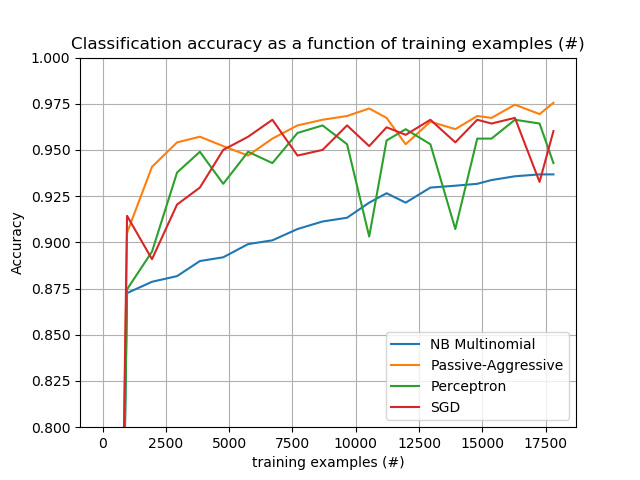 Classification accuracy as a function of training examples (#)
1.000
0.975
0.950
0.925
0.900
0.875
0.850
0.825
0.800
Accuracy
NB Multinomial
Passive-Aggressive
Perceptron
SGD
0 2500 5000 7500 10000 12500 15000 17500
training examples (#)